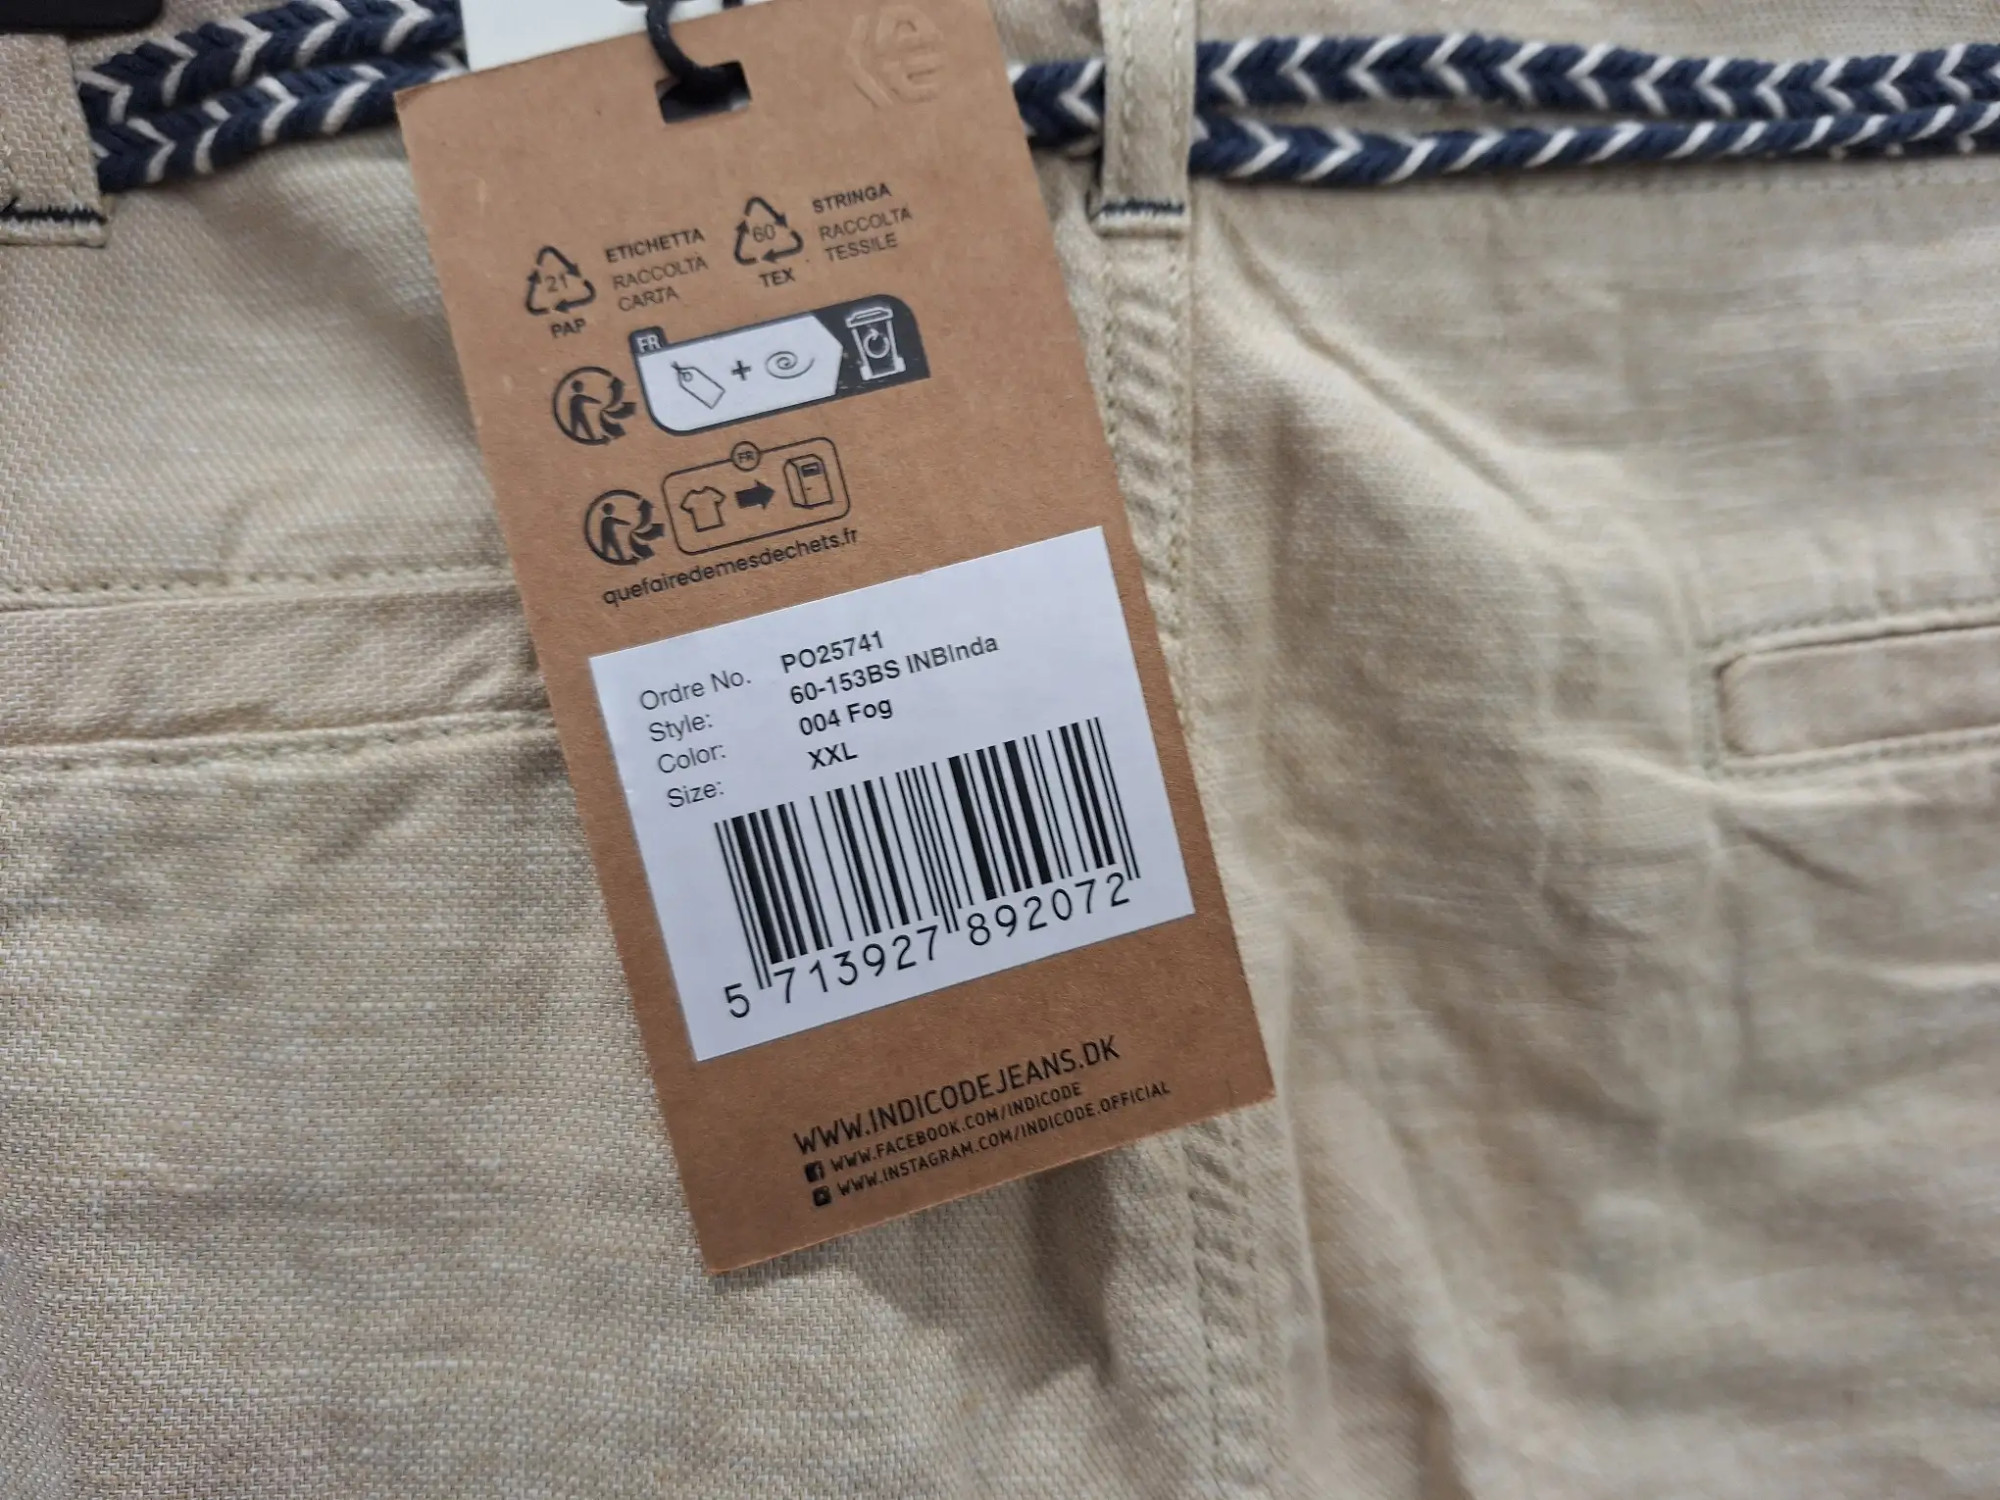 21
PAP
ETICHETTA
RACCOLTA
CARTA
60
TEX
STRINGA
RACCOLTA
TESSILE
FR
+
FR
quefairedemesdechets.fr
Ordre No. PO25741
Style: 60-153BS INBInda
Color: 004 Fog
Size: XXL
5 713927 892072
WWW.INDICODEJEANS.DK
WWW.FACEBOOK.COM/INDICODE
WWW.INSTAGRAM.COM/INDICODE.OFFICIAL